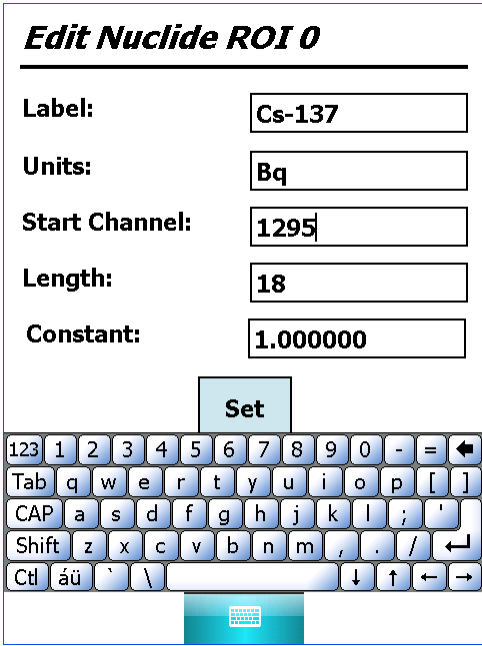 Edit Nuclide ROI 0
Label: Cs-137
Units: Bq
Start Channel: 1295
Length: 18
Constant: 1.000000
Set
123 1 2 3 4 5 6 7 8 9 0 - = 🡸
Tab q w e r t y u i o p [ ]
CAP a s d f g h j k l ; '
Shift z x c v b n m , . / ↵
Ctl áü ` \ ↓ ↑ ← →